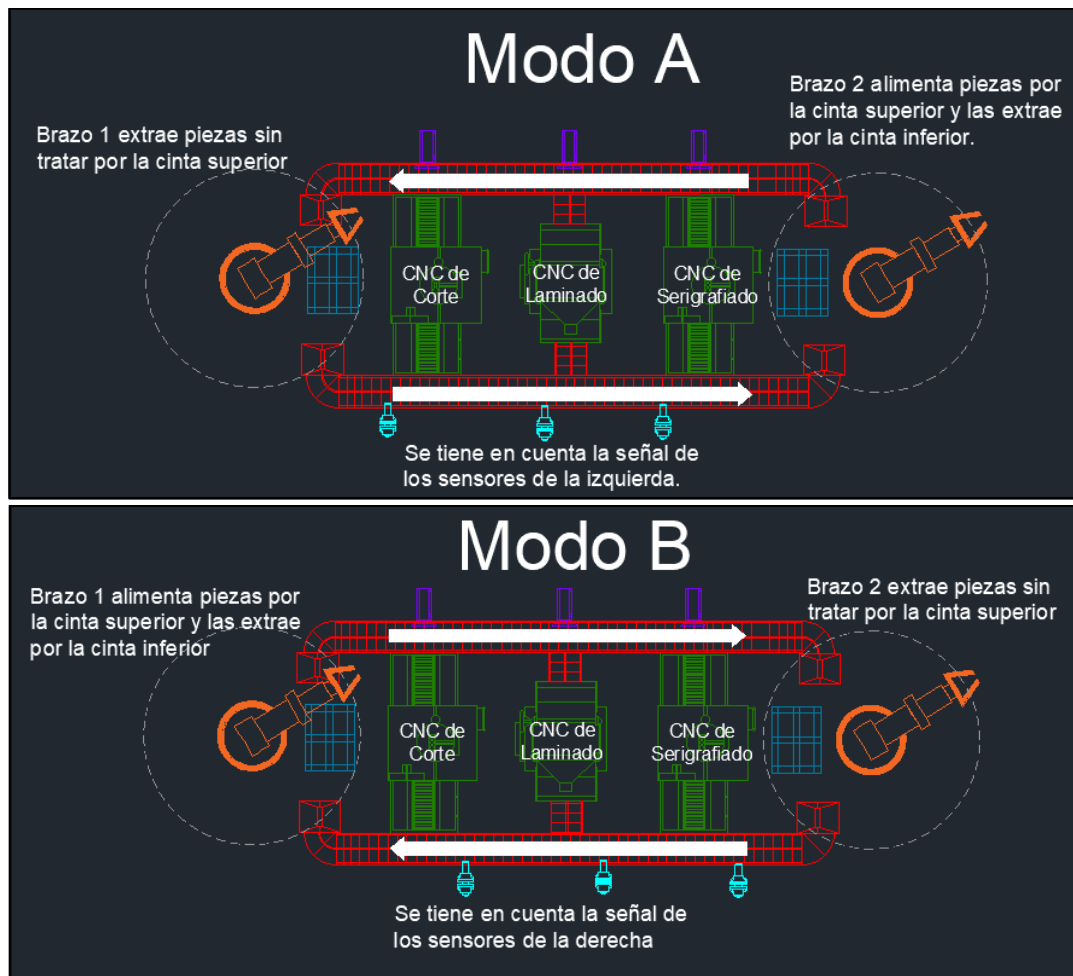 Modo A
Brazo 1 extrae piezas sin
tratar por la cinta superior
Brazo 2 alimenta piezas por
la cinta superior y las extrae
por la cinta inferior.
CNC de
Corte
CNC de
Laminado
CNC de
Serigrafiado
Se tiene en cuenta la señal de
los sensores de la izquierda.
Modo B
Brazo 1 alimenta piezas por
la cinta superior y las extrae
por la cinta inferior
Brazo 2 extrae piezas sin
tratar por la cinta superior
CNC de
Corte
CNC de
Laminado
CNC de
Serigrafiado
Se tiene en cuenta la señal de
los sensores de la derecha